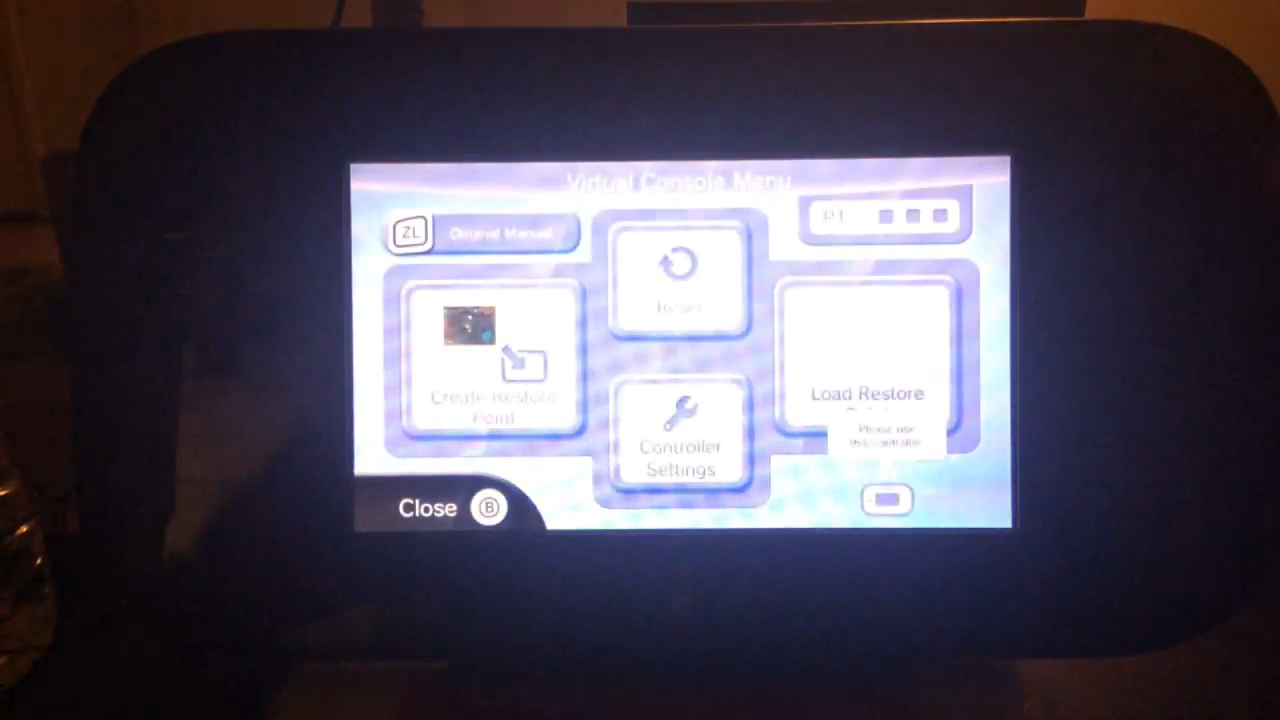 Virtual Console Menu
ZL
Original Manual
P1
Reset
Create Restore
Point
Load Restore
Please use
this controller
Controller
Settings
Close B